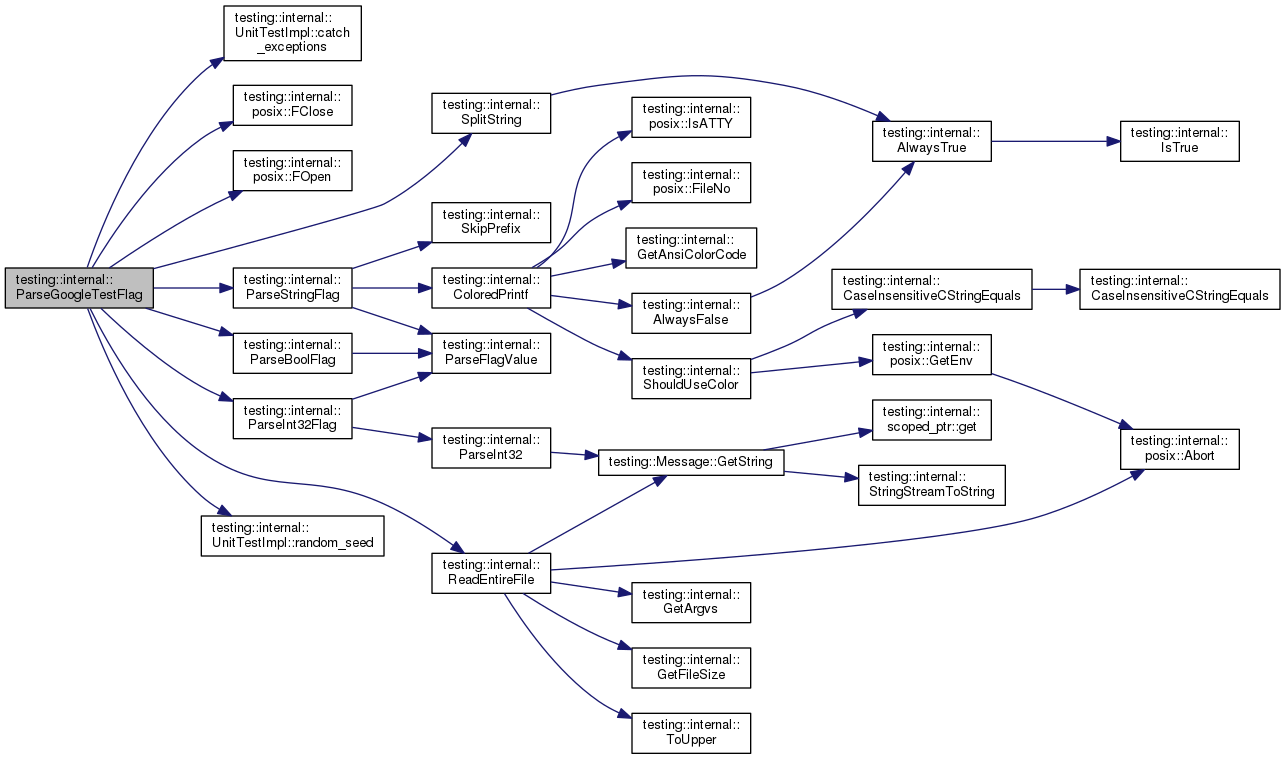 testing::internal::
ParseGoogleTestFlag
testing::internal::
UnitTestImpl::catch
_exceptions
testing::internal::
posix::FClose
testing::internal::
posix::FOpen
testing::internal::
ParseStringFlag
testing::internal::
ParseBoolFlag
testing::internal::
ParseInt32Flag
testing::internal::
UnitTestImpl::random_seed
testing::internal::
SplitString
testing::internal::
SkipPrefix
testing::internal::
ColoredPrintf
testing::internal::
ParseFlagValue
testing::internal::
ParseInt32
testing::internal::
ReadEntireFile
testing::internal::
posix::IsATTY
testing::internal::
posix::FileNo
testing::internal::
GetAnsiColorCode
testing::internal::
AlwaysFalse
testing::internal::
ShouldUseColor
testing::Message::GetString
testing::internal::
GetArgvs
testing::internal::
GetFileSize
testing::internal::
ToUpper
testing::internal::
AlwaysTrue
testing::internal::
CaseInsensitiveCStringEquals
testing::internal::
posix::GetEnv
testing::internal::
scoped_ptr::get
testing::internal::
StringStreamToString
testing::internal::
IsTrue
testing::internal::
CaseInsensitiveCStringEquals
testing::internal::
posix::Abort